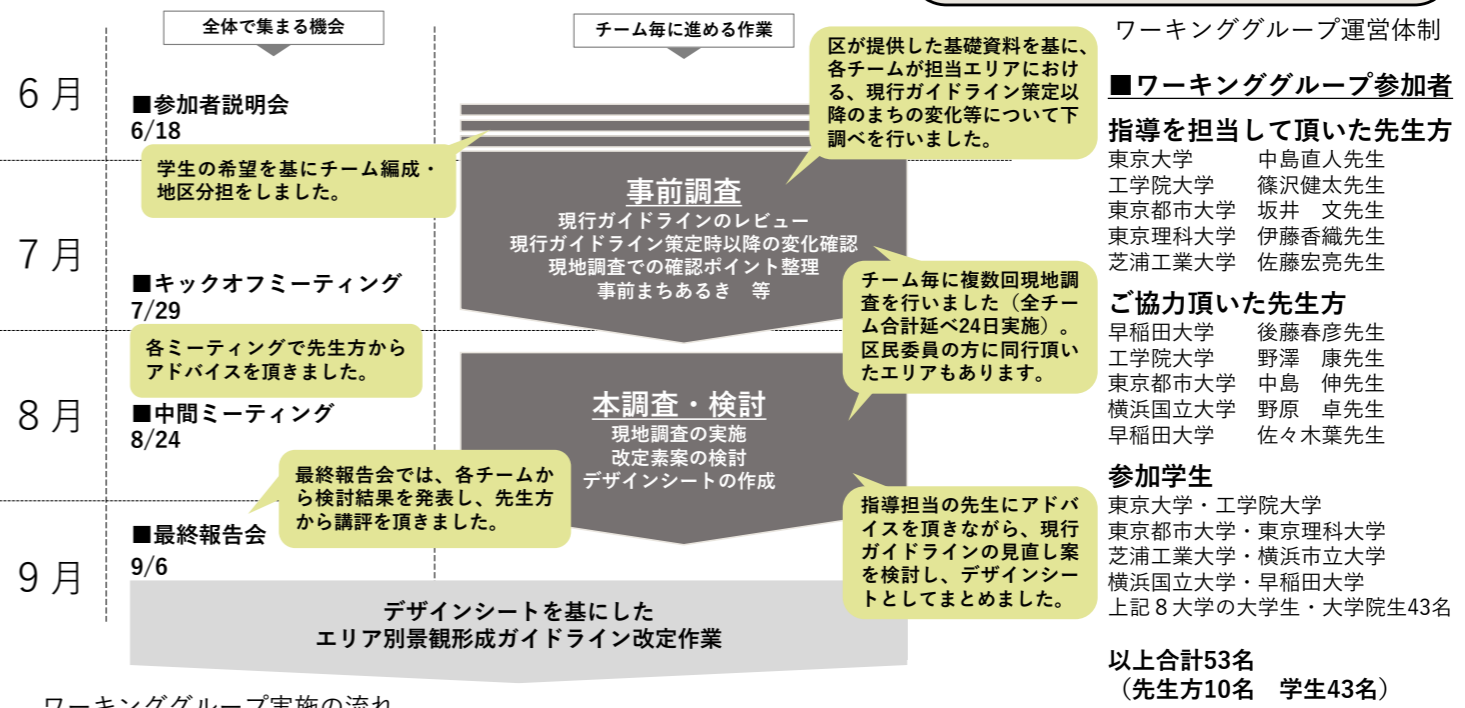 全体で集まる機会
チーム毎に進める作業
6月
7月
8月
9月
■参加者説明会
6/18
学生の希望を基にチーム編成・
地区分担をしました。
■キックオフミーティング
7/29
各ミーティングで先生方から
アドバイスを頂きました。
■中間ミーティング
8/24
最終報告会では、各チームか
ら検討結果を発表し、先生方
から講評を頂きました。
■最終報告会
9/6
区が提供した基礎資料を基に、
各チームが担当エリアにおけ
る、現行ガイドライン策定以
降のまちの変化等について下
調べを行いました。
事前調査
現行ガイドラインのレビュー
現行ガイドライン策定時以降の変化確認
現地調査での確認ポイント整理
事前まちあるき 等
チーム毎に複数回現地調
査を行いました（全チー
ム合計延べ24日実施）。
区民委員の方に同行頂い
たエリアもあります。
本調査・検討
現地調査の実施
改定素案の検討
デザインシートの作成
指導担当の先生にアドバ
イスを頂きながら、現行
ガイドラインの見直し案
を検討し、デザインシー
トとしてまとめました。
デザインシートを基にした
エリア別景観形成ガイドライン改定作業
ワーキンググループ実施の流れ
ワーキンググループ運営体制
■ワーキンググループ参加者
指導を担当して頂いた先生方
東京大学 中島直人先生
工学院大学 篠沢健太先生
東京都市大学 坂井 文先生
東京理科大学 伊藤香織先生
芝浦工業大学 佐藤宏亮先生
ご協力頂いた先生方
早稲田大学 後藤春彦先生
工学院大学 野澤 康先生
東京都市大学 中島 伸先生
横浜国立大学 野原 卓先生
早稲田大学 佐々木葉先生
参加学生
東京大学・工学院大学
東京都市大学・東京理科大学
芝浦工業大学・横浜市立大学
横浜国立大学・早稲田大学
上記８大学の大学生・大学院生43名
以上合計53名
（先生方10名 学生43名）